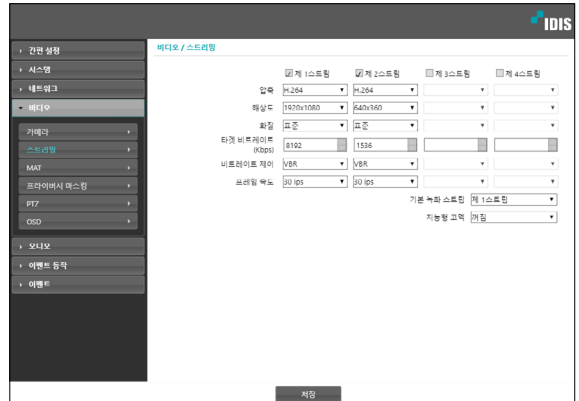 IDIS
간편 설정
시스템
네트워크
비디오
카메라
스트리밍
MAT
프라이버시 마스킹
PTZ
OSD
오디오
이벤트 동작
이벤트
비디오 / 스트리밍
제 1스트림 제 2스트림 제 3스트림 제 4스트림
압축 H.264 H.264
해상도 1920x1080 640x360
화질 표준 표준
타겟 비트레이트
(Kbps) 8192 1536
비트레이트 제어 VBR VBR
프레임 속도 30 ips 30 ips
기본 녹화 스트림 제 1스트림
지능형 코덱 꺼짐
저장